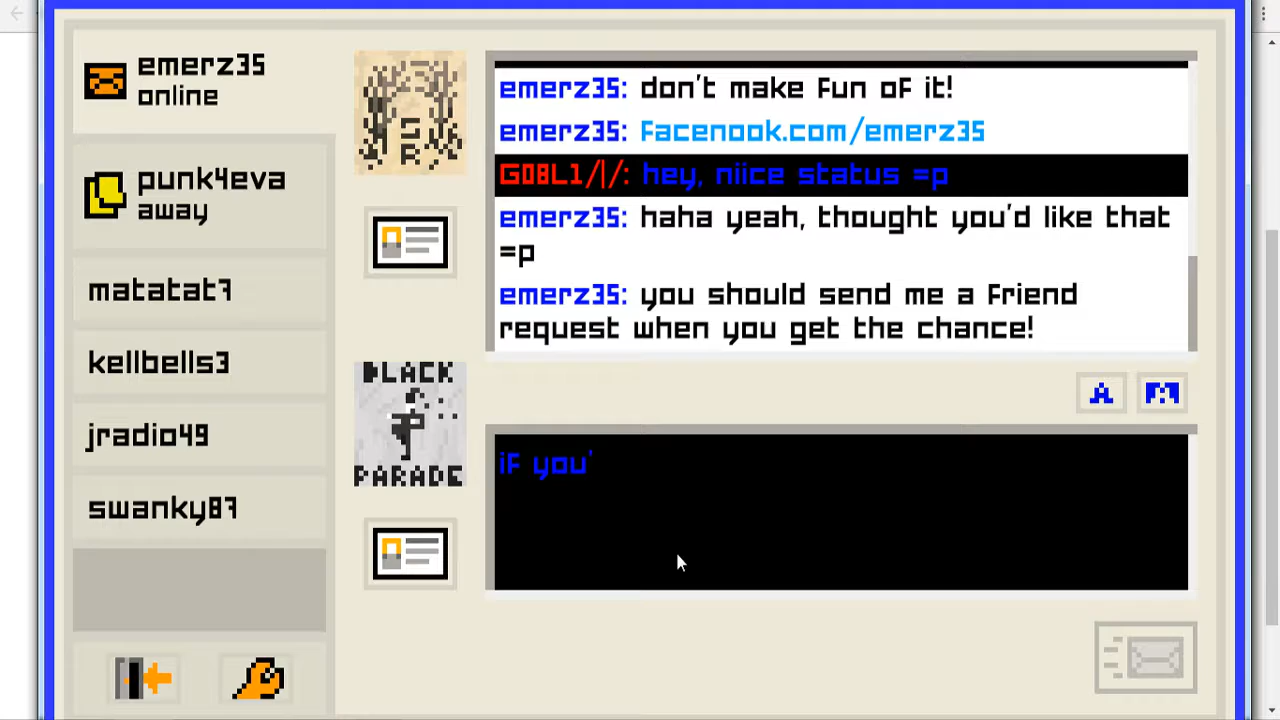 emerz35
online
punk4eva
away
matatat7
kellbells3
jradio49
swanky87
S
R
BLACK
PARADE
emerz35: don't make fun of it!
emerz35: Facenook.com/emerz35
G0BL1/\/: hey, niice status =p
emerz35: haha yeah, thought you'd like that
=p
emerz35: you should send me a friend
request when you get the chance!
A
if you'